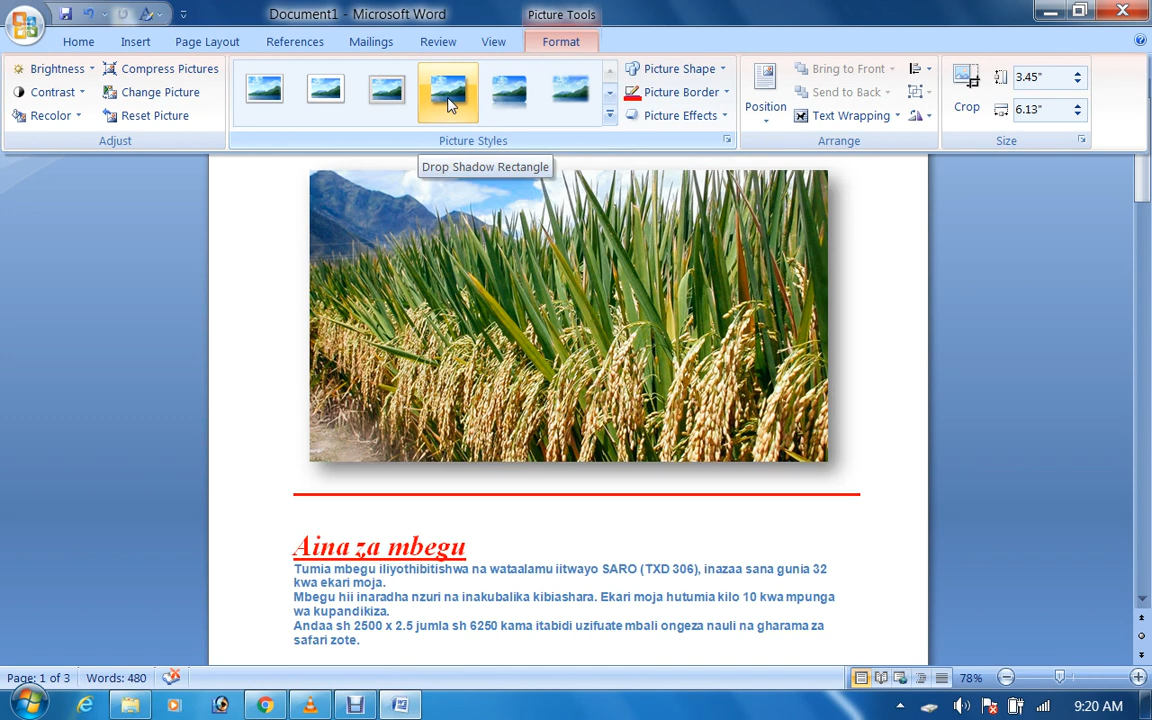 Document1 - Microsoft Word
Picture Tools
Home
Insert
Page Layout
References
Mailings
Review
View
Format
Brightness
Contrast
Recolor
Compress Pictures
Change Picture
Reset Picture
Adjust
Picture Styles
Picture Shape
Picture Border
Picture Effects
Position
Bring to Front
Send to Back
Text Wrapping
Arrange
Crop
3.45"
6.13"
Size
Drop Shadow Rectangle
Aina za mbegu
Tumia mbegu iliyothibitishwa na wataalamu iitwayo SARO (TXD 306), inazaa sana gunia 32
kwa ekari moja.
Mbegu hii inaradha nzuri na inakubalika kibiashara. Ekari moja hutumia kilo 10 kwa mpunga
wa kupandikiza.
Andaa sh 2500 x 2.5 jumla sh 6250 kama itabidi uzifuate mbali ongeza nauli na gharama za
safari zote.
Page: 1 of 3
Words: 480
78%
9:20 AM